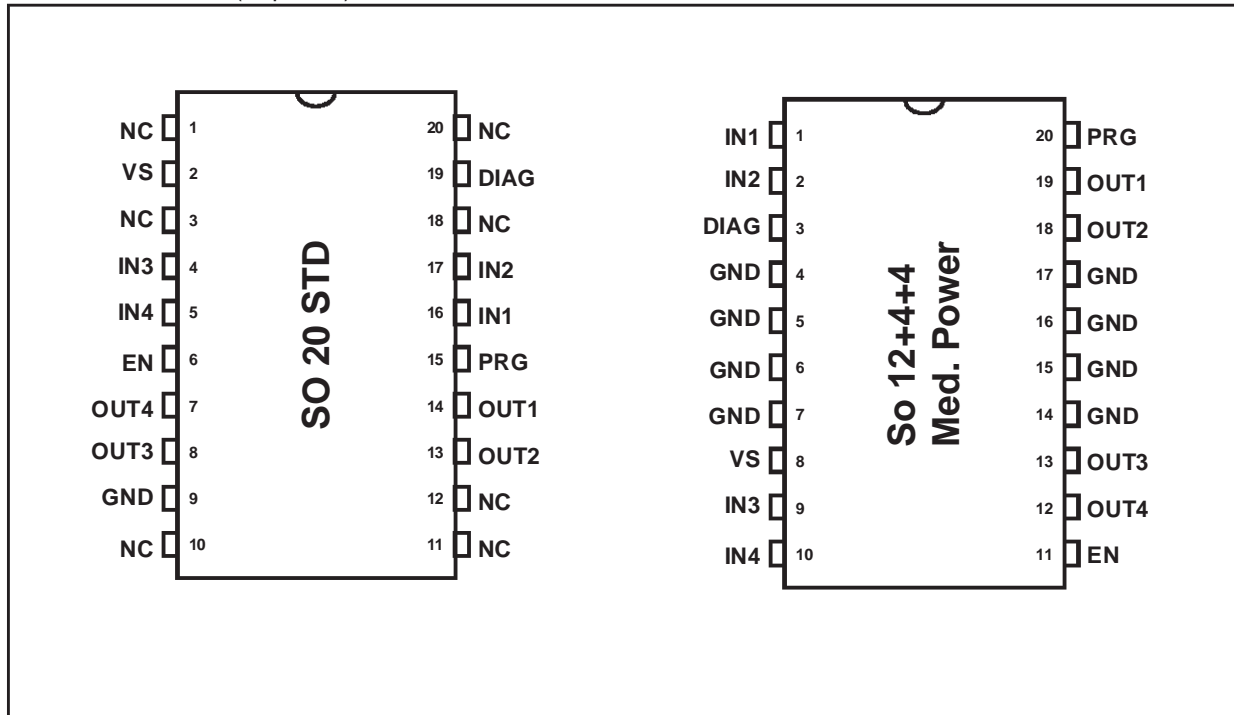 NC 1 20 NC
VS 2 19 DIAG
NC 3 18 NC
IN3 4 17 IN2
IN4 5 16 IN1
EN 6 15 PRG
OUT4 7 14 OUT1
OUT3 8 13 OUT2
GND 9 12 NC
NC 10 11 NC
SO 20 STD
IN1 1 20 PRG
IN2 2 19 OUT1
DIAG 3 18 OUT2
GND 4 17 GND
GND 5 16 GND
GND 6 15 GND
GND 7 14 GND
VS 8 13 OUT3
IN3 9 12 OUT4
IN4 10 11 EN
So 12+4+4
Med. Power